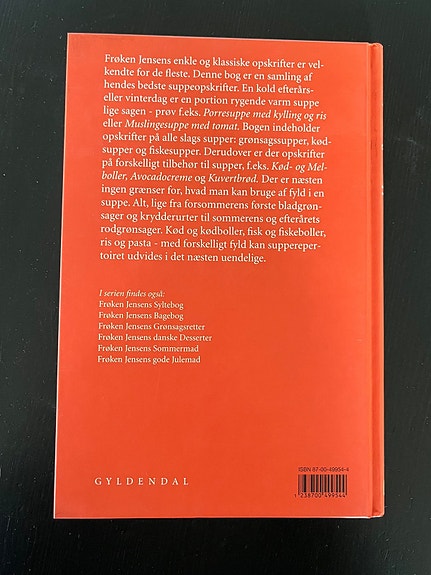 Frøken Jensens enkle og klassiske opskrifter er vel-
kendte for de fleste. Denne bog er en samling af
hendes bedste suppeopskrifter. En kold efterårs-
eller vinterdag er en portion rygende varm suppe
lige sagen - prøv f.eks. Porresuppe med kylling og ris
eller Muslingesuppe med tomat. Bogen indeholder
opskrifter på alle slags supper: grønsagssupper, kød-
supper og fiskesupper. Derudover er der opskrifter
på forskelligt tilbehør til supper, f.eks. Kød- og Mel-
boller, Avocadocreme og Kuvertbrød. Der er næsten
ingen grænser for, hvad man kan bruge af fyld i en
suppe. Alt, lige fra forsommerens første bladgrøn-
sager og krydderurter til sommerens og efterårets
rodgrønsager. Kød og kødboller, fisk og fiskeboller,
ris og pasta - med forskelligt fyld kan suppereper-
toiret udvides i det næsten uendelige.
I serien findes også:
Frøken Jensens Syltebog
Frøken Jensens Bagebog
Frøken Jensens Grønsagsretter
Frøken Jensens danske Desserter
Frøken Jensens Sommermad
Frøken Jensens gode Julemad
ISBN 87-00-49954-4
1238700499544
GYLDENDAL